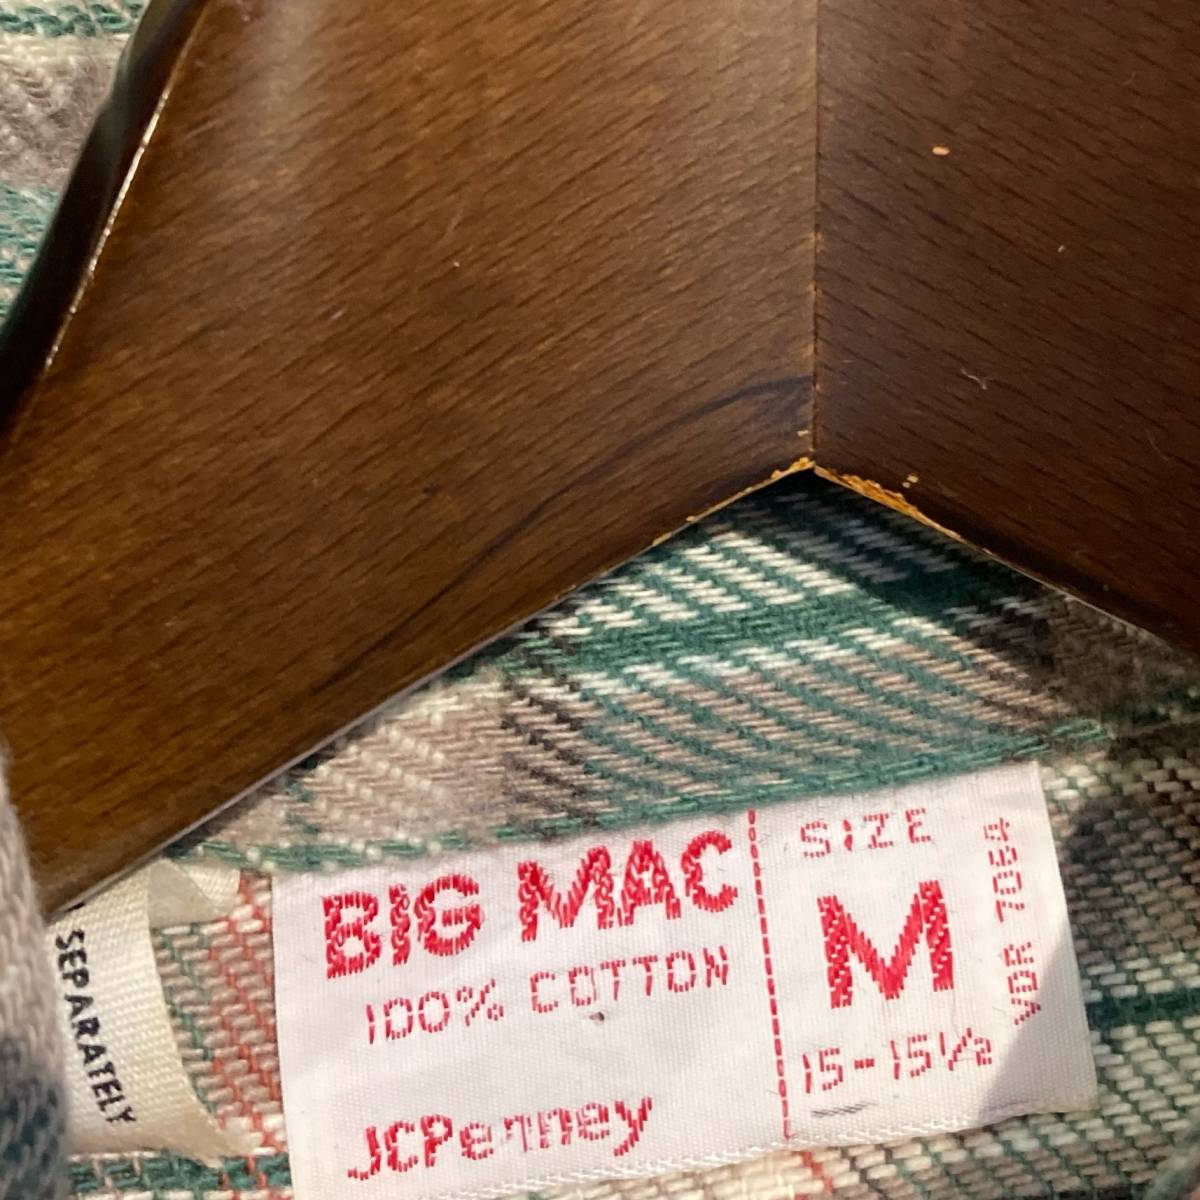 BIG MAC
100% COTTON
JCPenney
SIZE
M
15-15½
VDR 7064
SEPARATELY